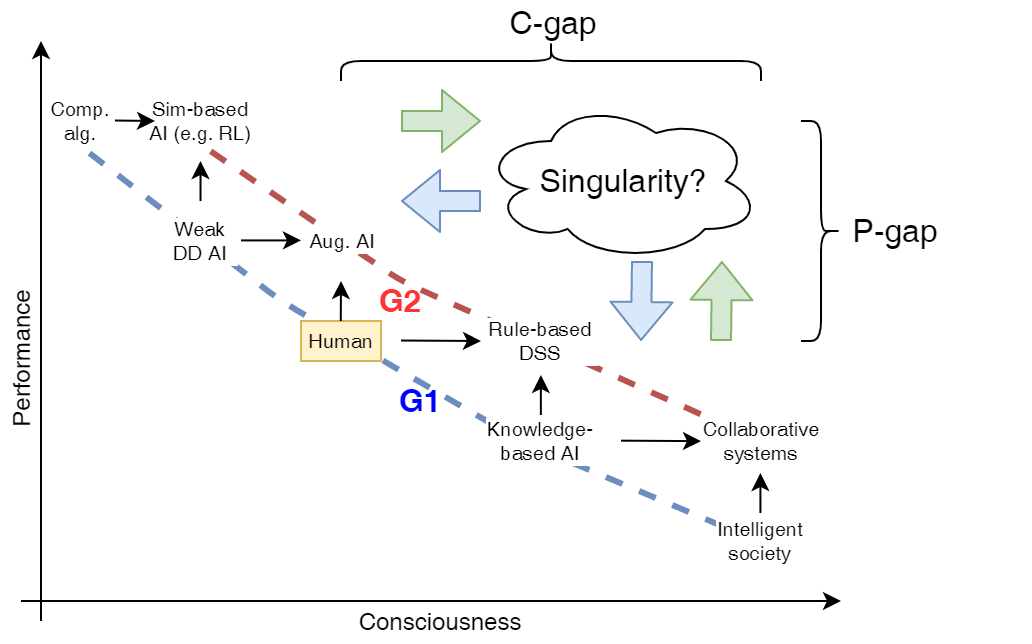 C-gap
Comp.
alg.
Sim-based
AI (e.g. RL)
Singularity?
P-gap
Weak
DD AI
Aug. AI
G2
Human
Rule-based
DSS
Performance
G1
Knowledge-
based AI
Collaborative
systems
Intelligent
society
Consciousness